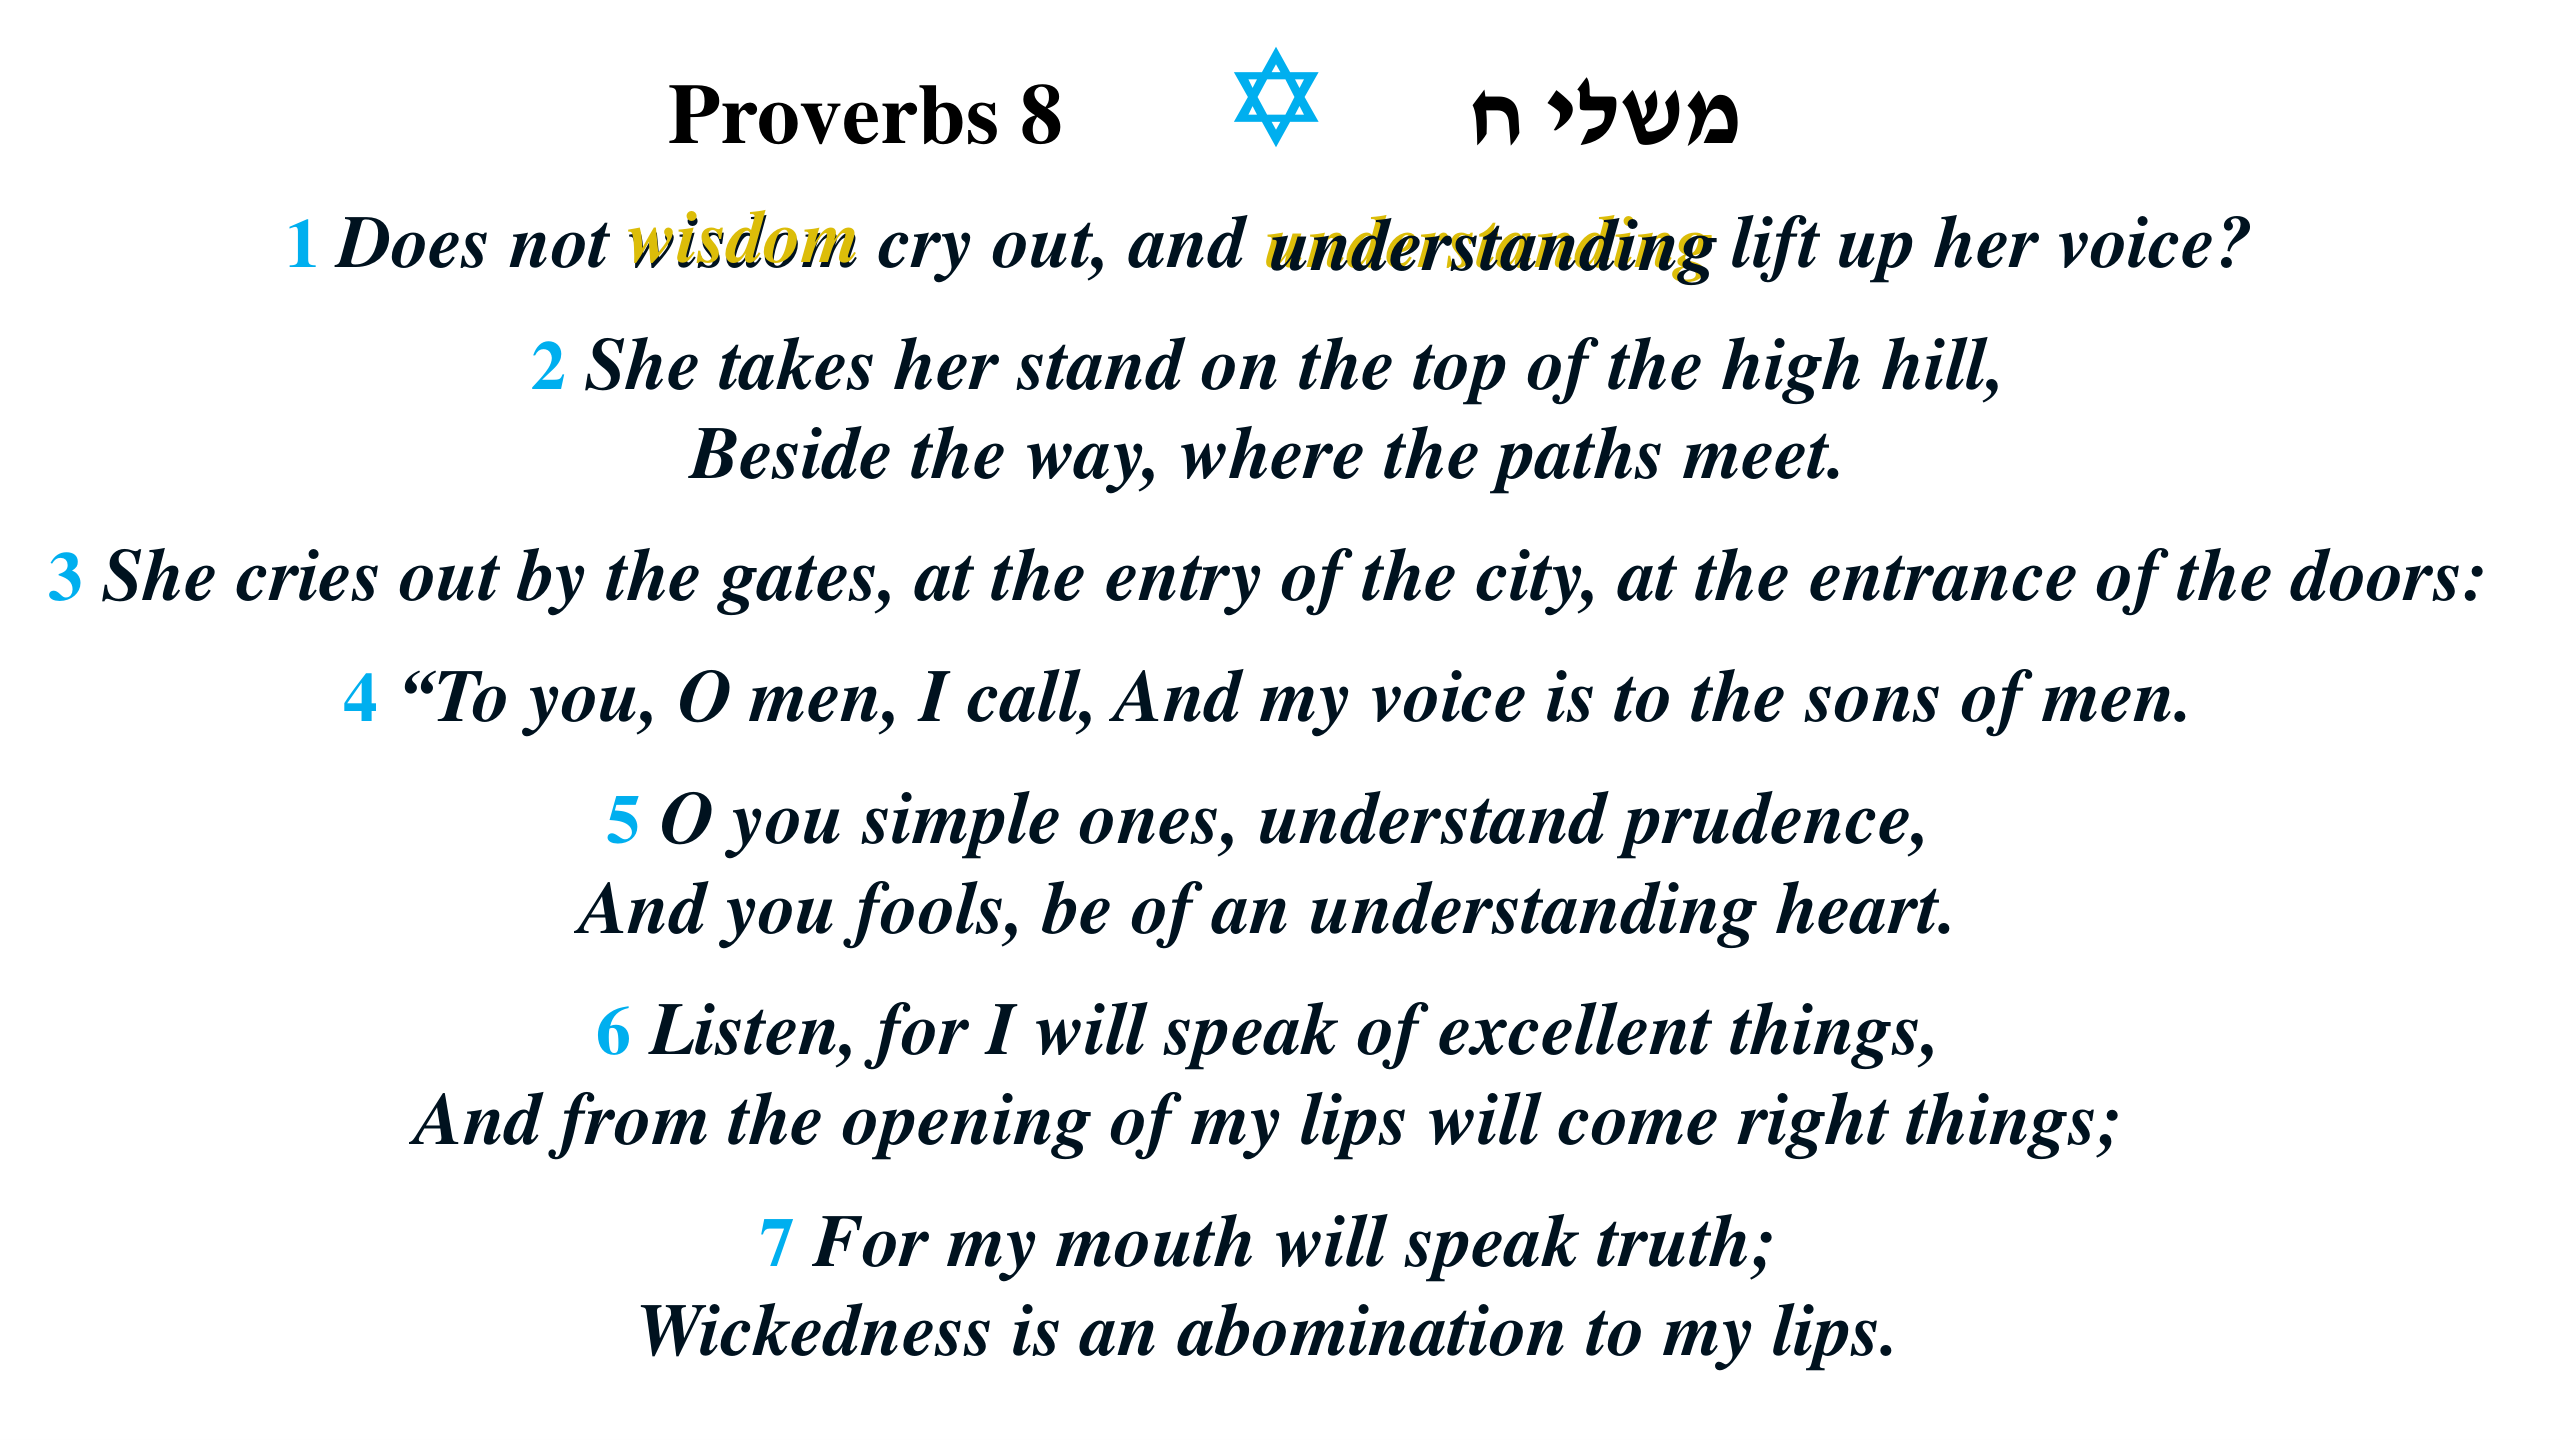 Proverbs 8 ✡ משלי ח
1 Does not wisdom cry out, and understanding lift up her voice?
2 She takes her stand on the top of the high hill,
Beside the way, where the paths meet.
3 She cries out by the gates, at the entry of the city, at the entrance of the doors:
4 “To you, O men, I call, And my voice is to the sons of men.
5 O you simple ones, understand prudence,
And you fools, be of an understanding heart.
6 Listen, for I will speak of excellent things,
And from the opening of my lips will come right things;
7 For my mouth will speak truth;
Wickedness is an abomination to my lips.